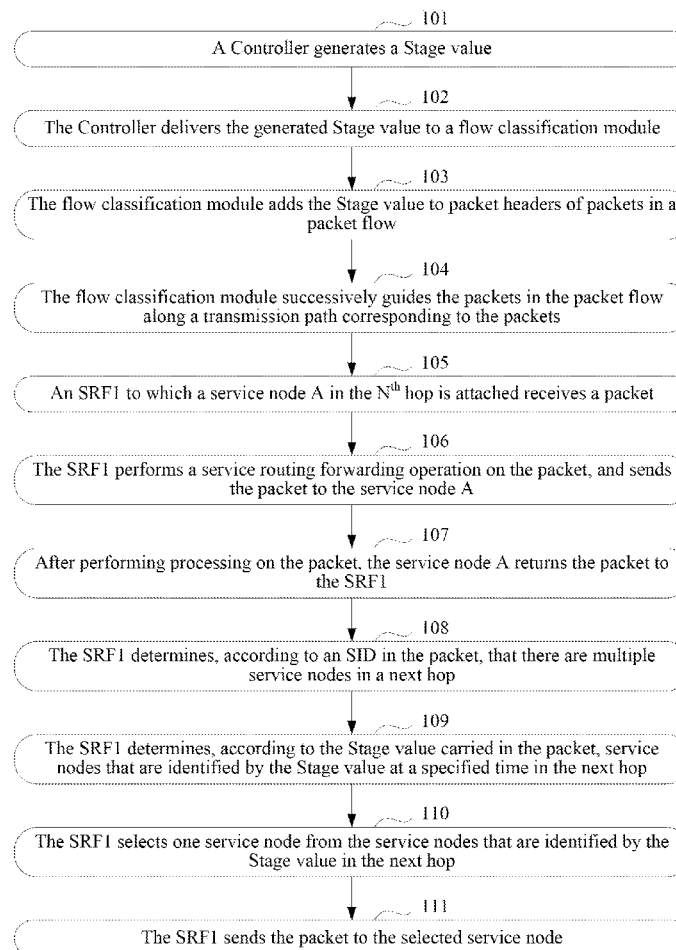 101
A Controller generates a Stage value
102
The Controller delivers the generated Stage value to a flow classification module
103
The flow classification module adds the Stage value to packet headers of packets in a
packet flow
104
The flow classification module successively guides the packets in the packet flow
along a transmission path corresponding to the packets
105
An SRF1 to which a service node A in the Nth hop is attached receives a packet
106
The SRF1 performs a service routing forwarding operation on the packet, and sends
the packet to the service node A
107
After performing processing on the packet, the service node A returns the packet to
the SRF1
108
The SRF1 determines, according to an SID in the packet, that there are multiple
service nodes in a next hop
109
The SRF1 determines, according to the Stage value carried in the packet, service
nodes that are identified by the Stage value at a specified time in the next hop
110
The SRF1 selects one service node from the service nodes that are identified by the
Stage value in the next hop
111
The SRF1 sends the packet to the selected service node